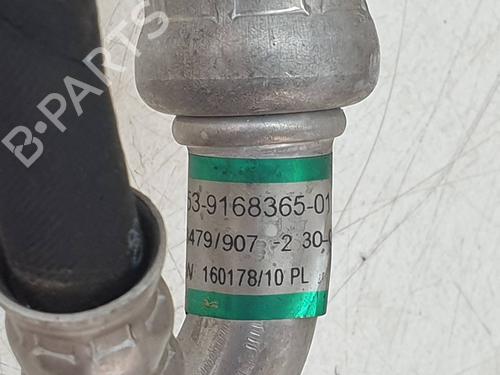 B-PARTS
53-9168365-01
479/907 -2 30-
160178/10 PL